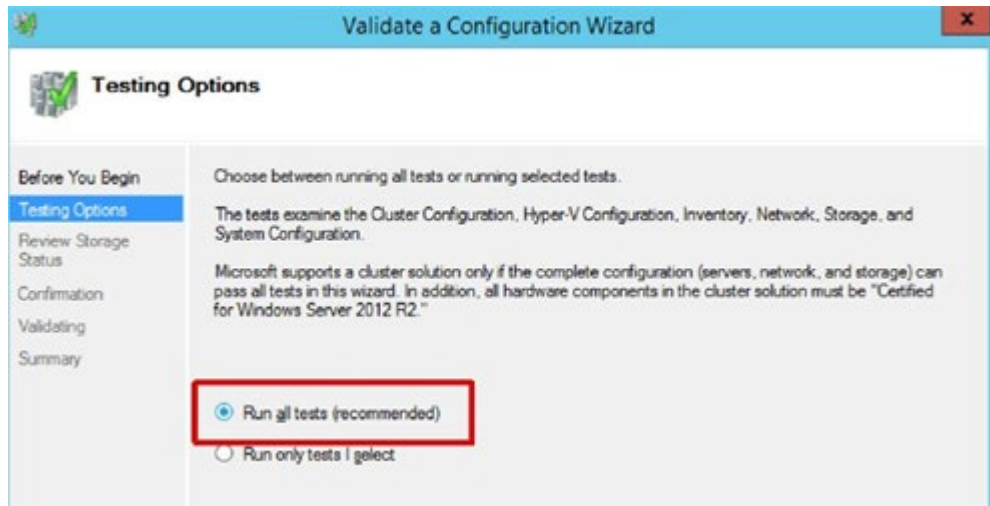 Validate a Configuration Wizard
x
Testing Options
Before You Begin
Testing Options
Review Storage
Status
Confirmation
Validating
Summary
Choose between running all tests or running selected tests.
The tests examine the Cluster Configuration, Hyper-V Configuration, Inventory, Network, Storage, and
System Configuration.
Microsoft supports a cluster solution only if the complete configuration (servers, network, and storage) can
pass all tests in this wizard. In addition, all hardware components in the cluster solution must be "Certified
for Windows Server 2012 R2."
Run all tests (recommended)
Run only tests I select